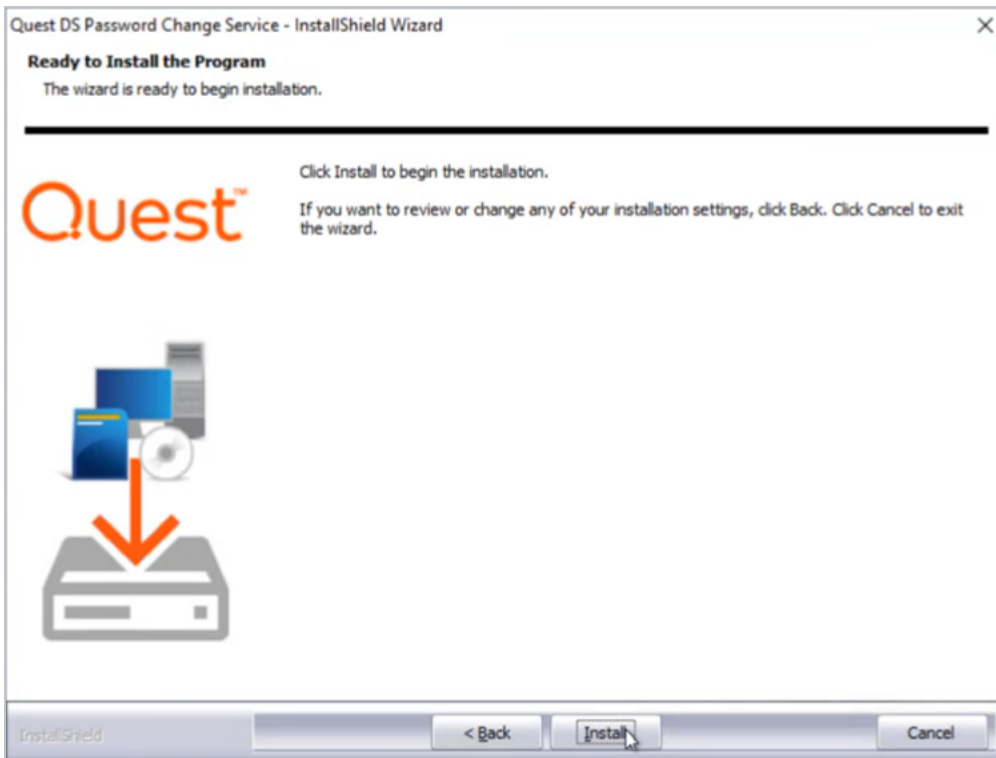 Quest DS Password Change Service - InstallShield Wizard
Ready to Install the Program
The wizard is ready to begin installation.
Quest™
Click Install to begin the installation.
If you want to review or change any of your installation settings, click Back. Click Cancel to exit
the wizard.
InstallShield
< Back
Install
Cancel